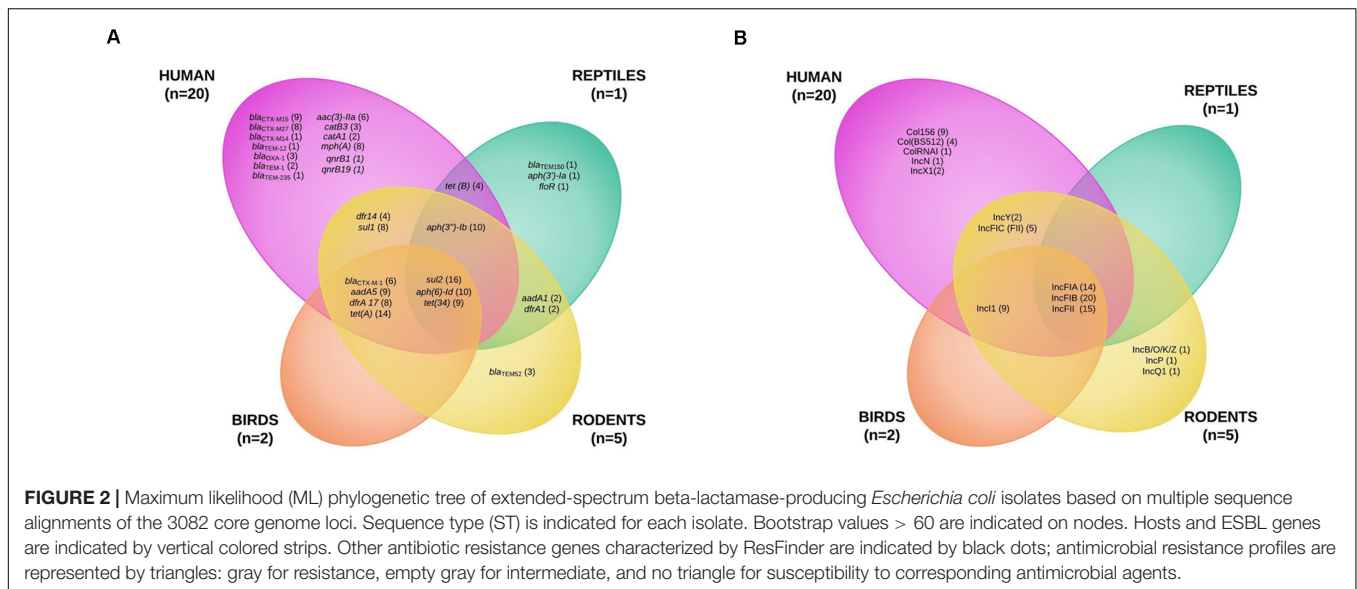 A
HUMAN
(n=20)
REPTILES
(n=1)
blaCTX-M15 (9)
blaCTX-M27 (8)
blaCTX-M14 (1)
blaTEM-12 (1)
blaOXA-1 (3)
blaTEM-1 (2)
blaTEM-235 (1)
aac(3)-IIa (6)
catB3 (3)
catA1 (2)
mph(A) (8)
qnrB1 (1)
qnrB19 (1)
tet (B) (4)
blaTEM150 (1)
aph(3')-Ia (1)
floR (1)
dfr14 (4)
sul1 (8)
aph(3")-Ib (10)
blaCTX-M-1 (6)
aadA5 (9)
dfrA 17 (8)
tet(A) (14)
sul2 (16)
aph(6)-Id (10)
tet(34) (9)
aadA1 (2)
dfrA1 (2)
blaTEM52 (3)
BIRDS
(n=2)
RODENTS
(n=5)
B
HUMAN
(n=20)
REPTILES
(n=1)
Col156 (9)
Col(BS512) (4)
ColRNAI (1)
IncN (1)
IncX1(2)
IncY(2)
IncFIC (FII) (5)
IncI1 (9)
IncFIA (14)
IncFIB (20)
IncFII (15)
IncB/O/K/Z (1)
IncP (1)
IncQ1 (1)
BIRDS
(n=2)
RODENTS
(n=5)
FIGURE 2 | Maximum likelihood (ML) phylogenetic tree of extended-spectrum beta-lactamase-producing Escherichia coli isolates based on multiple sequence
alignments of the 3082 core genome loci. Sequence type (ST) is indicated for each isolate. Bootstrap values > 60 are indicated on nodes. Hosts and ESBL genes
are indicated by vertical colored strips. Other antibiotic resistance genes characterized by ResFinder are indicated by black dots; antimicrobial resistance profiles are
represented by triangles: gray for resistance, empty gray for intermediate, and no triangle for susceptibility to corresponding antimicrobial agents.